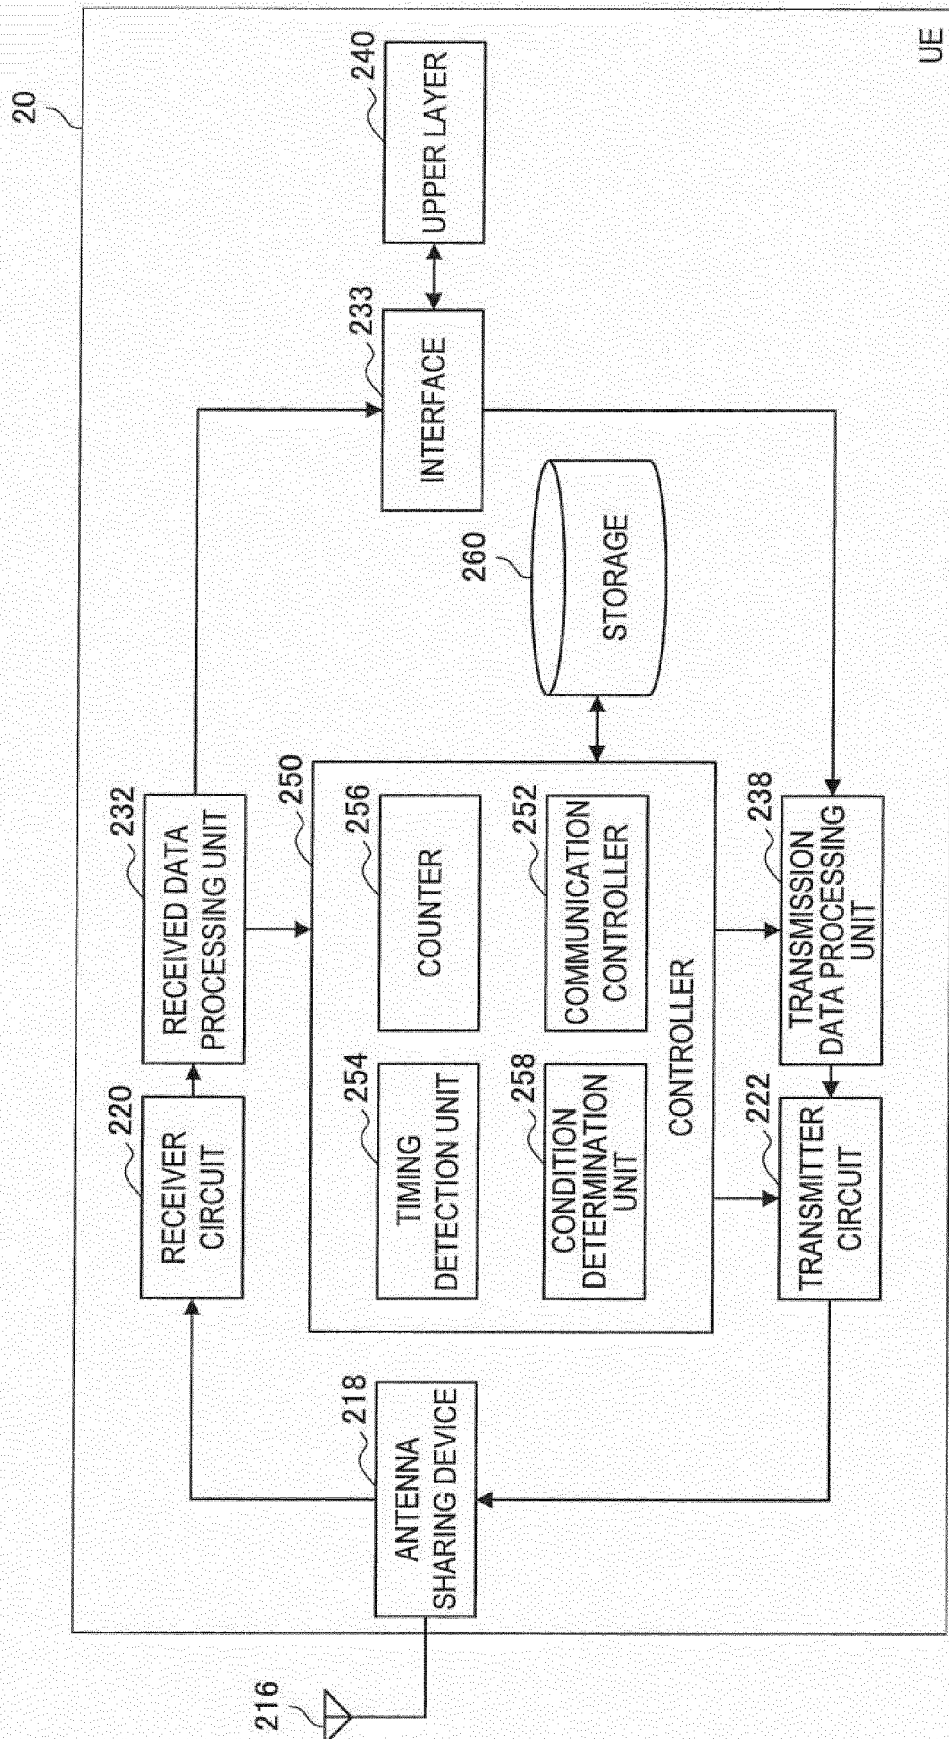 20
UE
216
218
ANTENNA
SHARING DEVICE
220
RECEIVER
CIRCUIT
232
RECEIVED DATA
PROCESSING UNIT
250
254
TIMING
DETECTION UNIT
256
COUNTER
258
CONDITION
DETERMINATION
UNIT
252
COMMUNICATION
CONTROLLER
CONTROLLER
260
STORAGE
233
INTERFACE
240
UPPER LAYER
222
TRANSMITTER
CIRCUIT
238
TRANSMISSION
DATA PROCESSING
UNIT